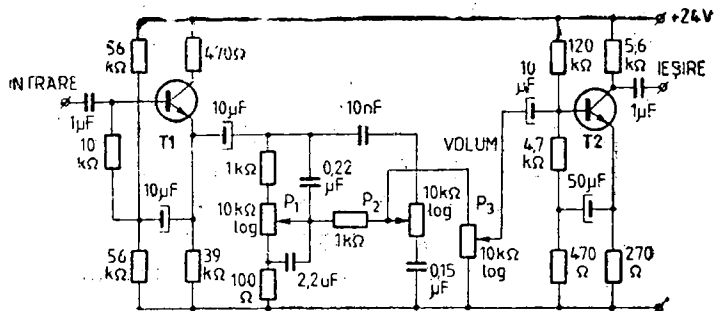 +24V
56 kΩ
470Ω
120 kΩ
5,6 kΩ
INTRARE
1µF
T1
10µF
10nF
10 µF
IEȘIRE
1µF
T2
10 kΩ
1kΩ
0,22 µF
VOLUM
4,7 kΩ
10µF
P1
10kΩ log
P2
1kΩ
10kΩ log
P3
50µF
56 kΩ
39 kΩ
100 Ω
2,2uF
0,15 µF
10kΩ log
470 Ω
270 Ω